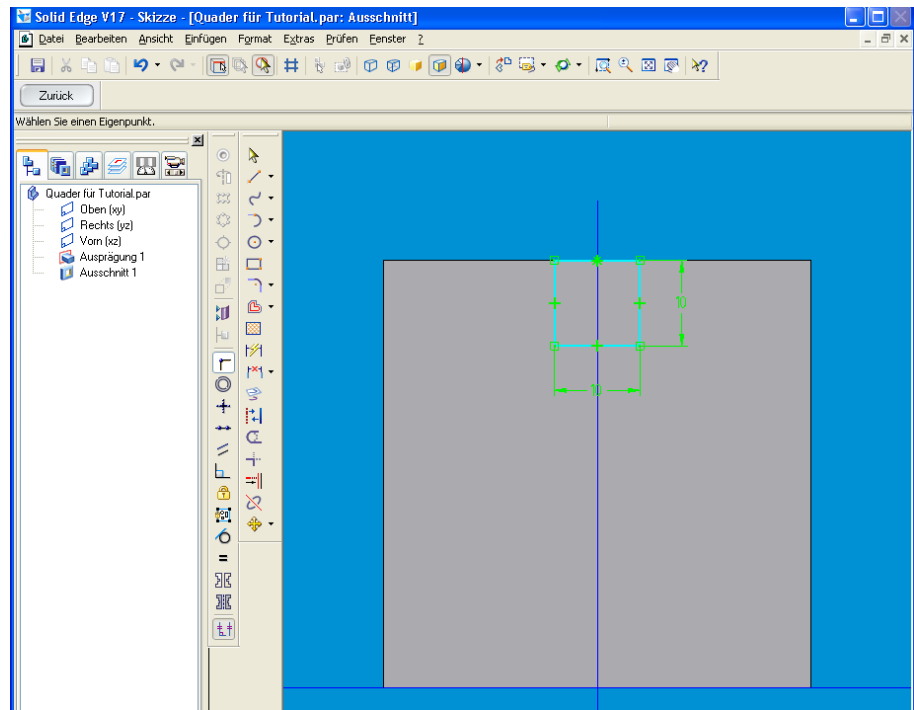 Solid Edge V17 - Skizze - [Quader für Tutorial.par: Ausschnitt]
Datei Bearbeiten Ansicht Einfügen Format Extras Prüfen Fenster ?
Zurück
Wählen Sie einen Eigenpunkt.
Quader für Tutorial.par
Oben (xy)
Rechts (yz)
Vorn (xz)
Ausprägung 1
Ausschnitt 1
10
10